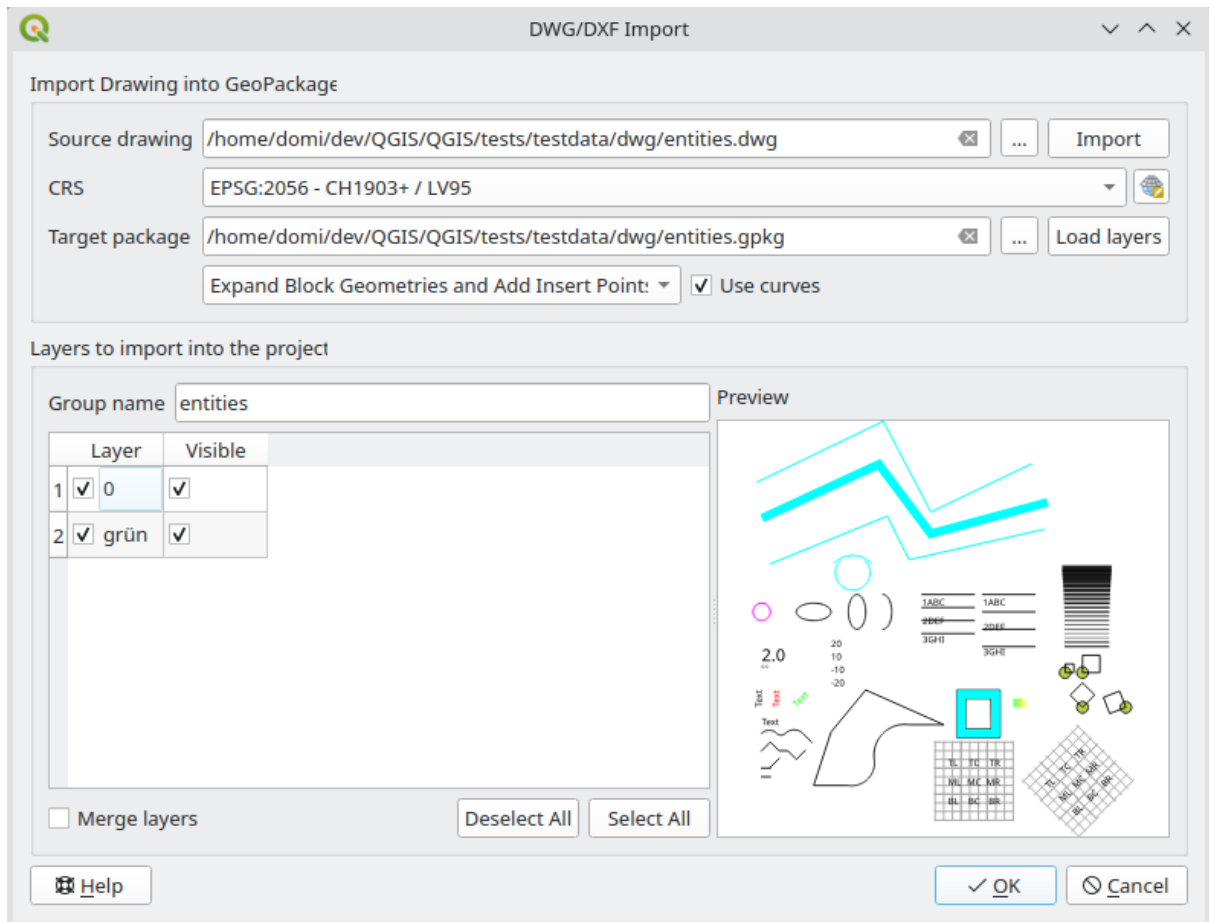 DWG/DXF Import
Import Drawing into GeoPackage
Source drawing /home/domi/dev/QGIS/QGIS/tests/testdata/dwg/entities.dwg ... Import
CRS EPSG:2056 - CH1903+ / LV95
Target package /home/domi/dev/QGIS/QGIS/tests/testdata/dwg/entities.gpkg ... Load layers
Expand Block Geometries and Add Insert Points Use curves
Layers to import into the project
Group name entities
Preview
Layer Visible
1 0
2 grün
1ABC 1ABC
2DEF 2DEF
3GHI 3GHI
2.0
20
10
-10
-20
Text Text Text
Text
TL TC TR
ML MC MR
BL BC BR
TL TC TR
ML MC MR
BL BC BR
Merge layers Deselect All Select All
Help OK Cancel